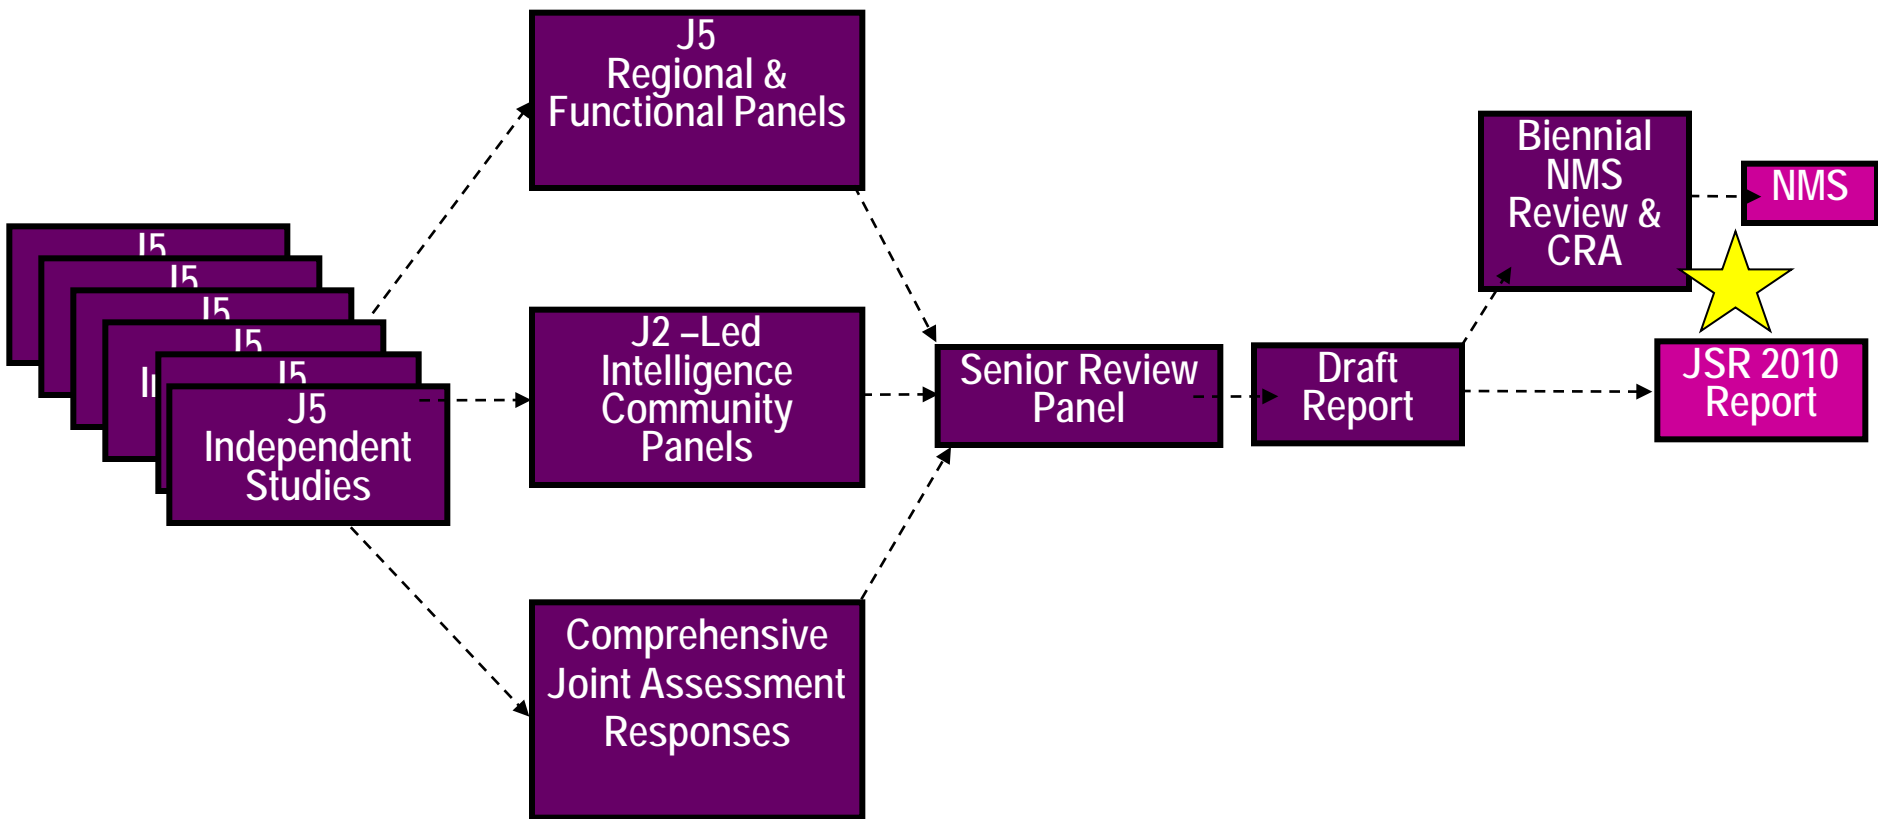 J5
J5
J5
J5
J5
J5
Independent
Studies
J5
Regional &
Functional Panels
J2 –Led
Intelligence
Community
Panels
Comprehensive
Joint Assessment
Responses
Senior Review
Panel
Draft
Report
Biennial
NMS
Review &
CRA
NMS
JSR 2010
Report